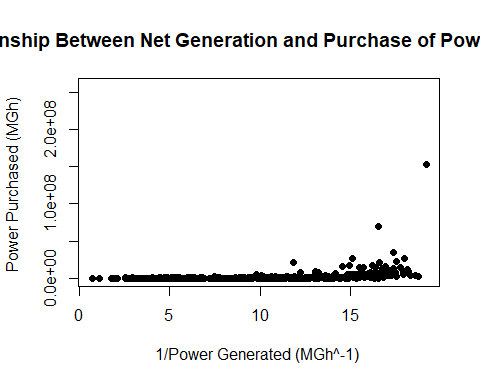 nship Between Net Generation and Purchase of Pow
Power Purchased (MGh)
2.0e+08
1.0e+08
0.0e+00
0 5 10 15
1/Power Generated (MGh^-1)